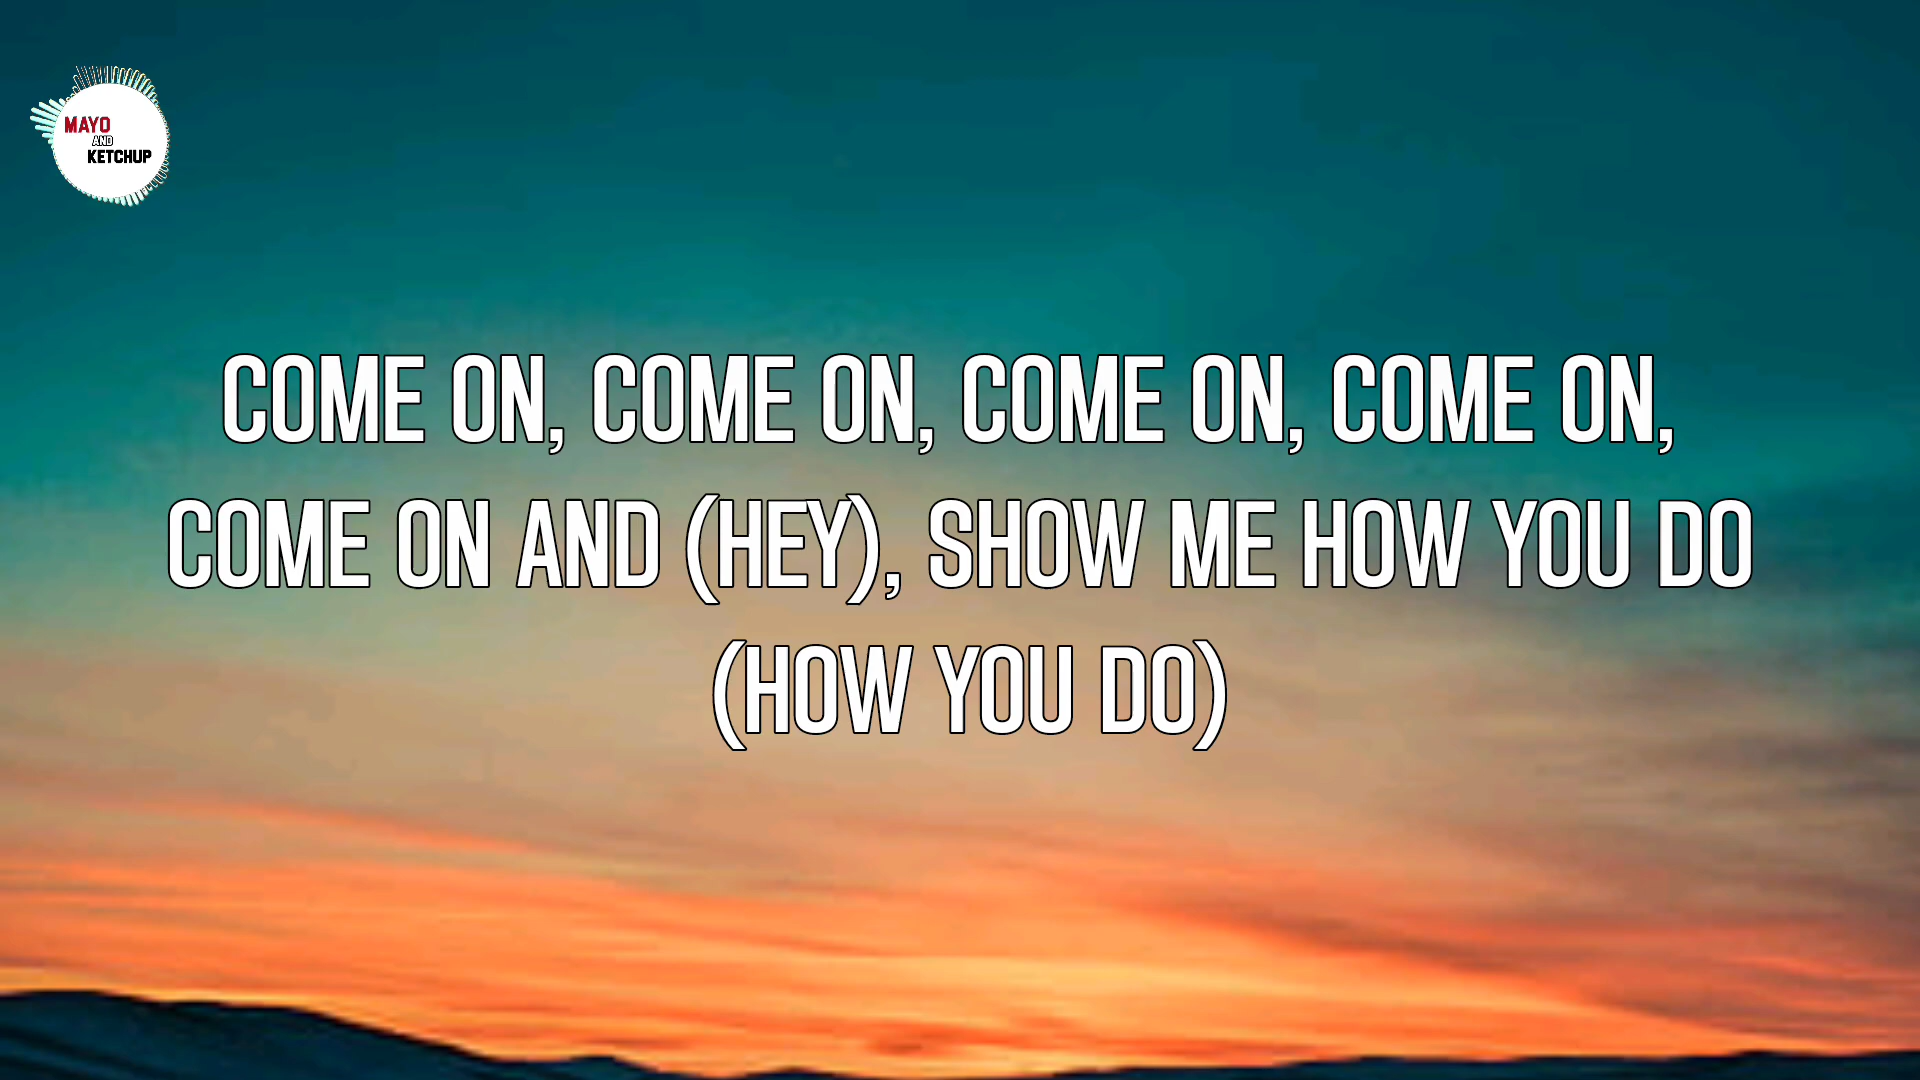 MAYO
AND
KETCHUP
COME ON, COME ON, COME ON, COME ON,
COME ON AND (HEY), SHOW ME HOW YOU DO
(HOW YOU DO)